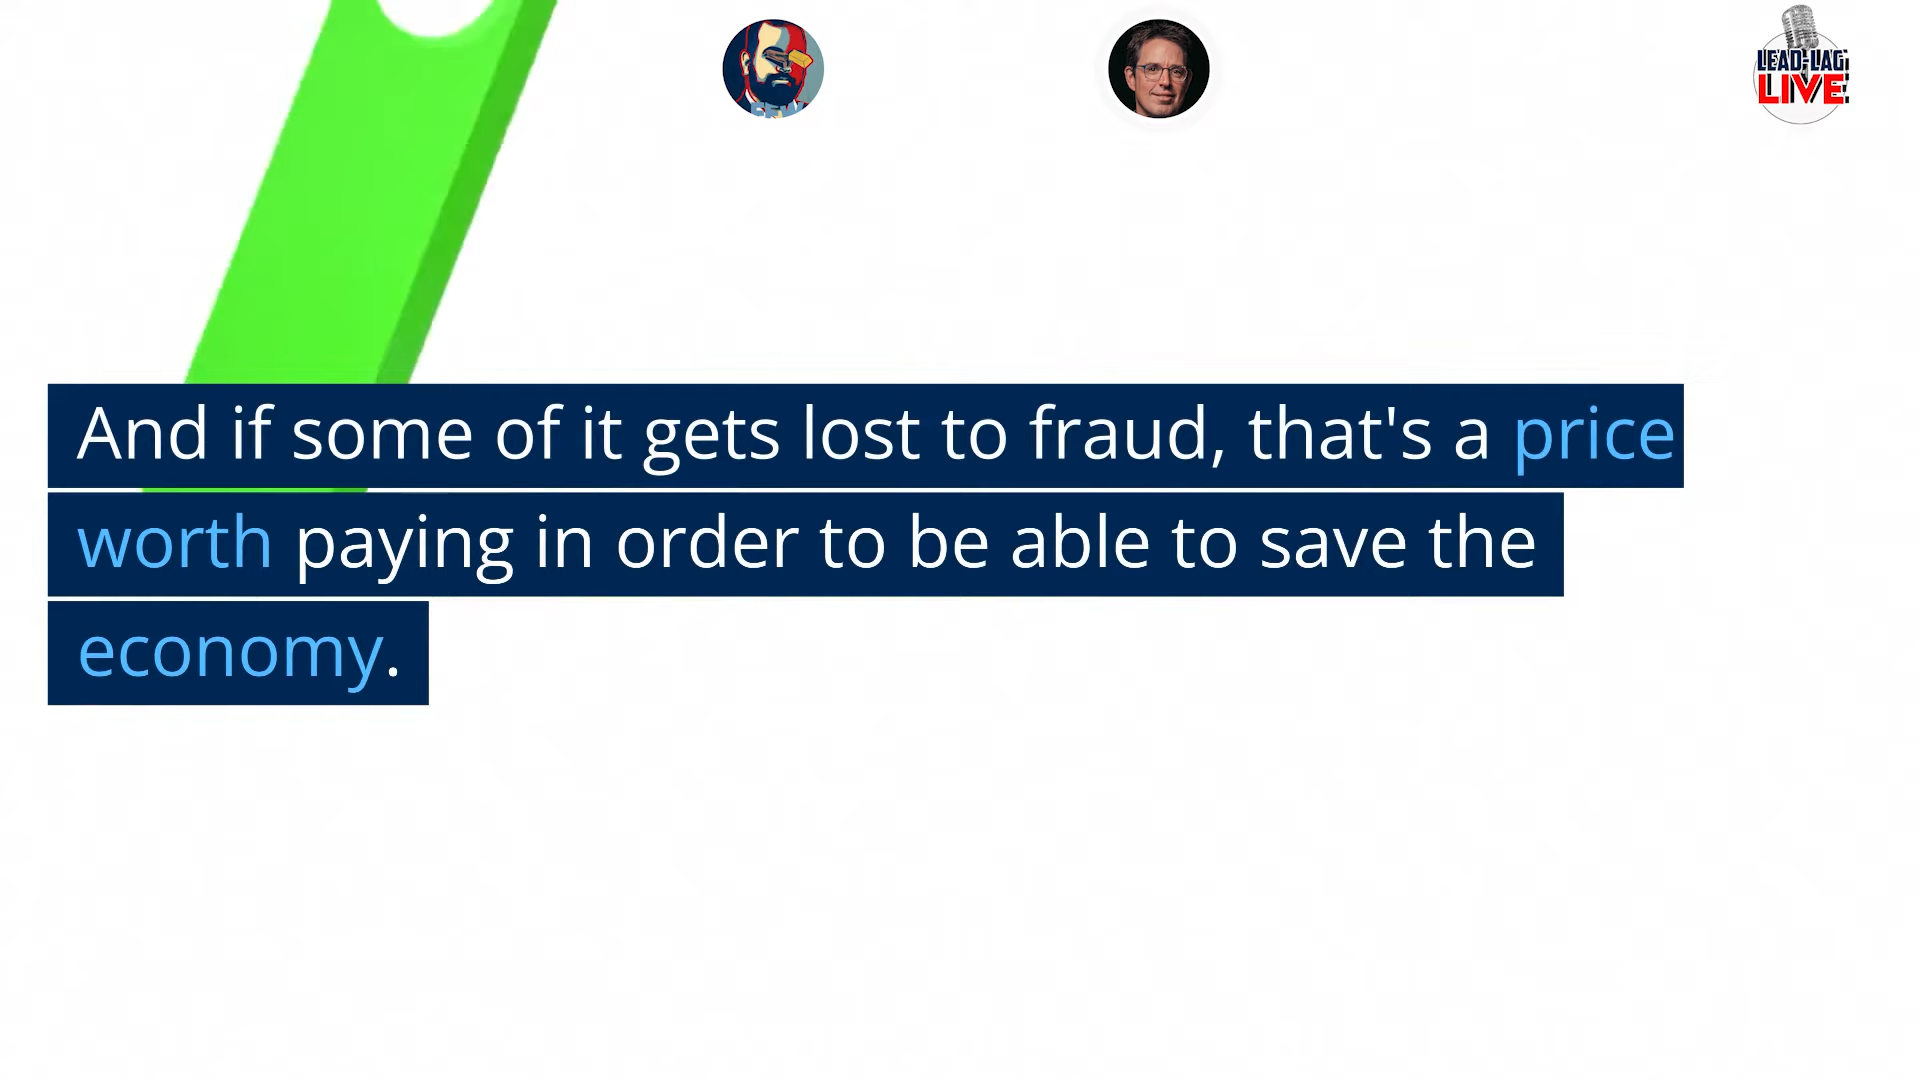 LEAD-LAG
LIVE
And if some of it gets lost to fraud, that's a price
worth paying in order to be able to save the
economy.